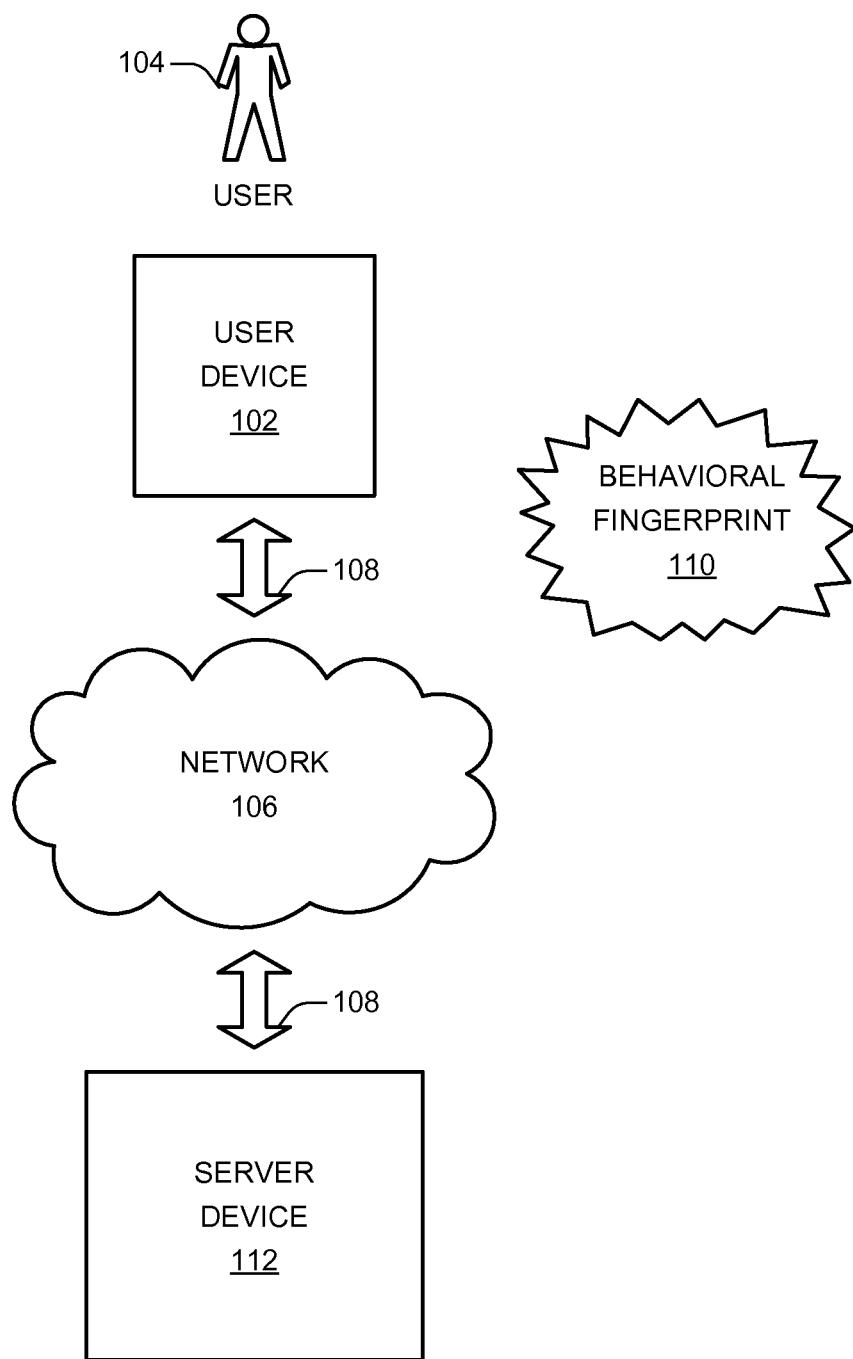 104
USER
USER
DEVICE
102
BEHAVIORAL
FINGERPRINT
110
108
NETWORK
106
108
SERVER
DEVICE
112